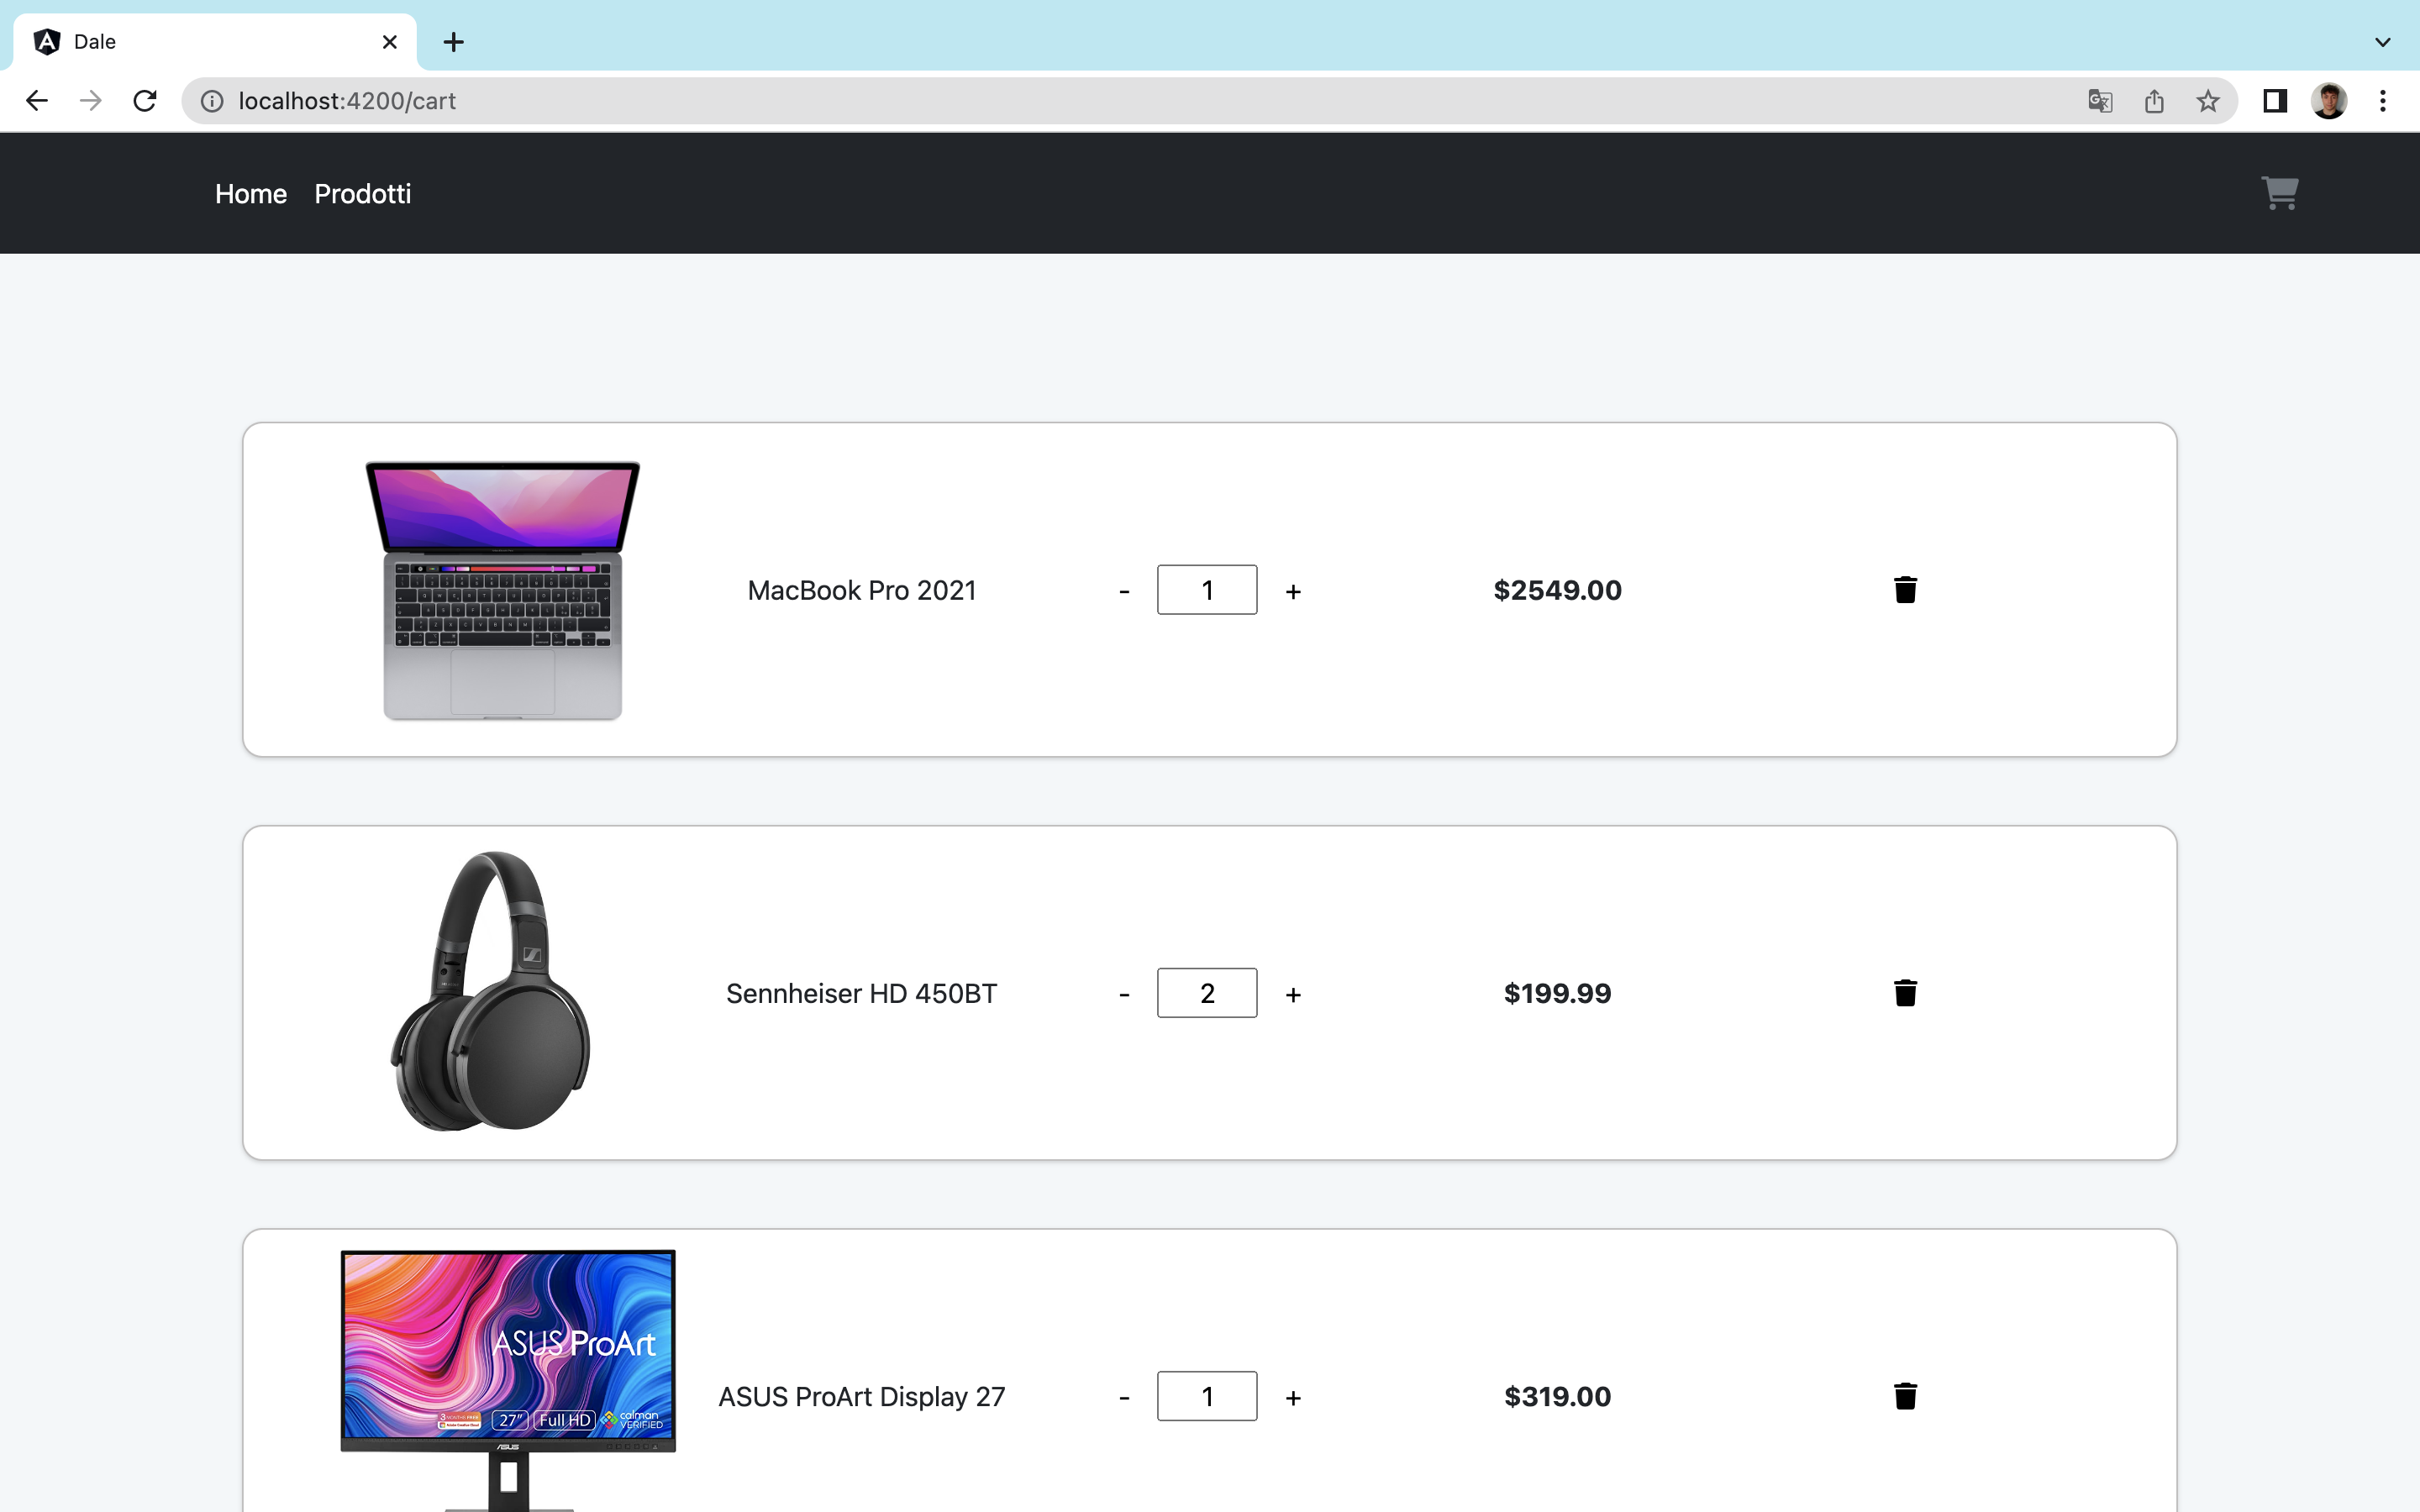 Dale
localhost:4200/cart
Home Prodotti
MacBook Pro 2021 - 1 + $2549.00
Sennheiser HD 450BT - 2 + $199.99
ASUS ProArt
27" Full HD calman VERIFIED
ASUS
ASUS ProArt Display 27 - 1 + $319.00